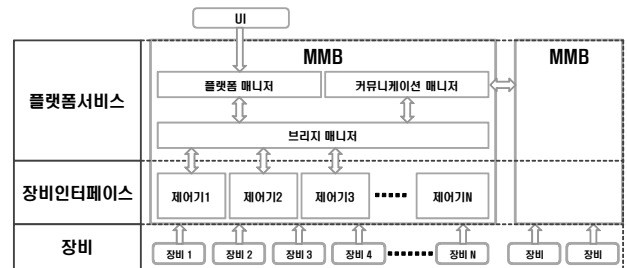 UI
MMB
MMB
플랫폼서비스
플랫폼 매니저
커뮤니케이션 매니저
브리지 매니저
장비인터페이스
제어기1
제어기2
제어기3
제어기N
장비
장비 1
장비 2
장비 3
장비 4
장비 N
장비
장비